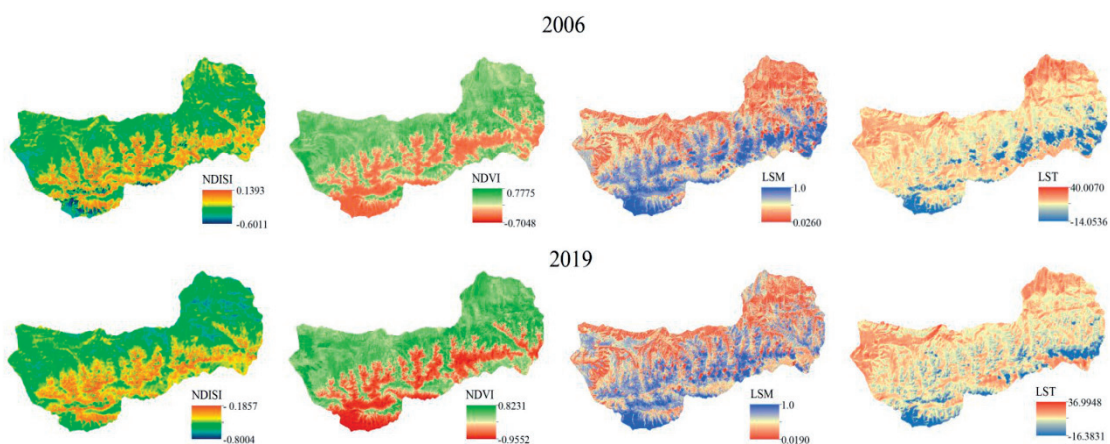 2006
NDISI
0.1393
-0.6011
NDVI
0.7775
-0.7048
LSM
1.0
0.0260
LST
40.0070
-14.0536
2019
NDISI
- 0.1857
-0.8004
NDVI
0.8231
-0.9552
LSM
1.0
0.0190
LST
36.9948
-16.3831